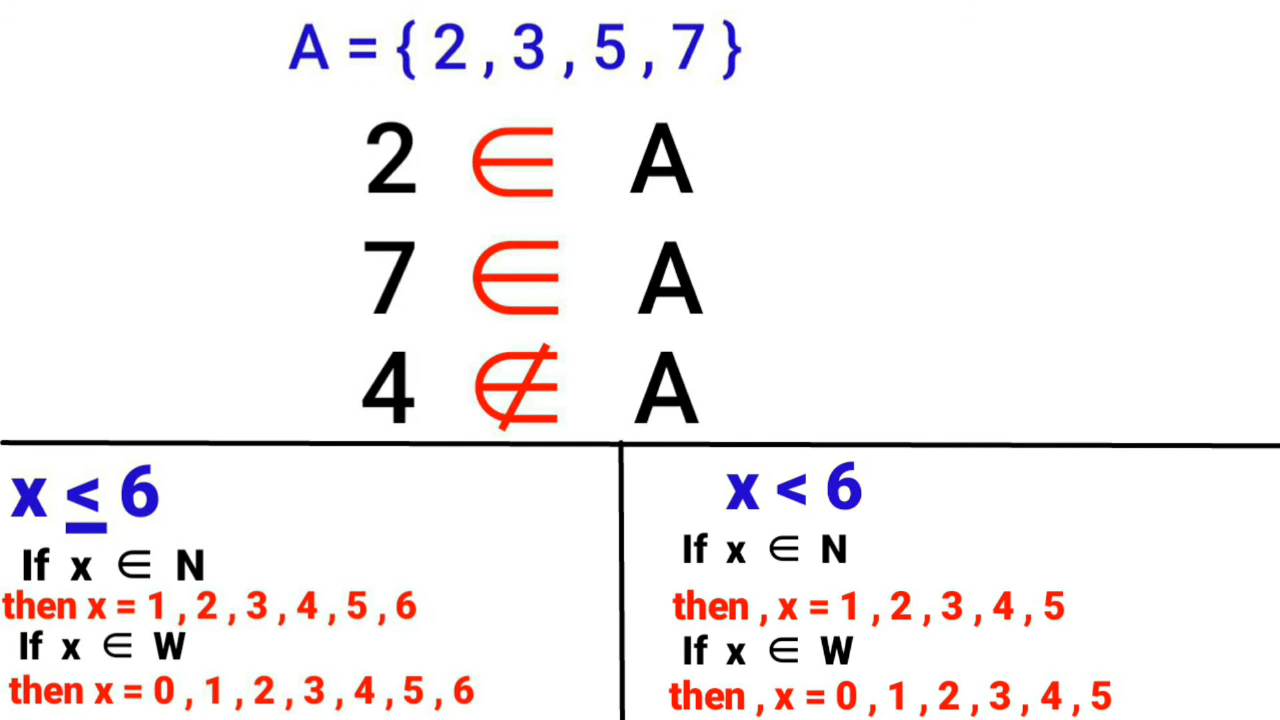 A = { 2 , 3 , 5 , 7 }
2 ∈ A
7 ∈ A
4 ∉ A
x ≤ 6
If x ∈ N
then x = 1 , 2 , 3 , 4 , 5 , 6
If x ∈ W
then x = 0 , 1 , 2 , 3 , 4 , 5 , 6
x < 6
If x ∈ N
then , x = 1 , 2 , 3 , 4 , 5
If x ∈ W
then , x = 0 , 1 , 2 , 3 , 4 , 5